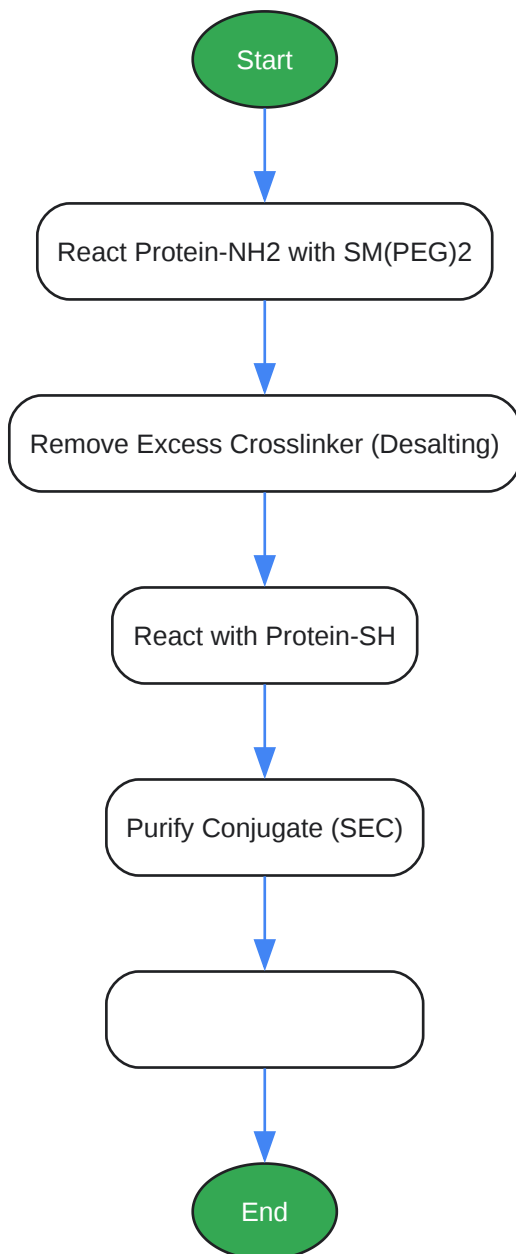 Start
React Protein-NH2 with SM(PEG)2
Remove Excess Crosslinker (Desalting)
React with Protein-SH
Purify Conjugate (SEC)
End